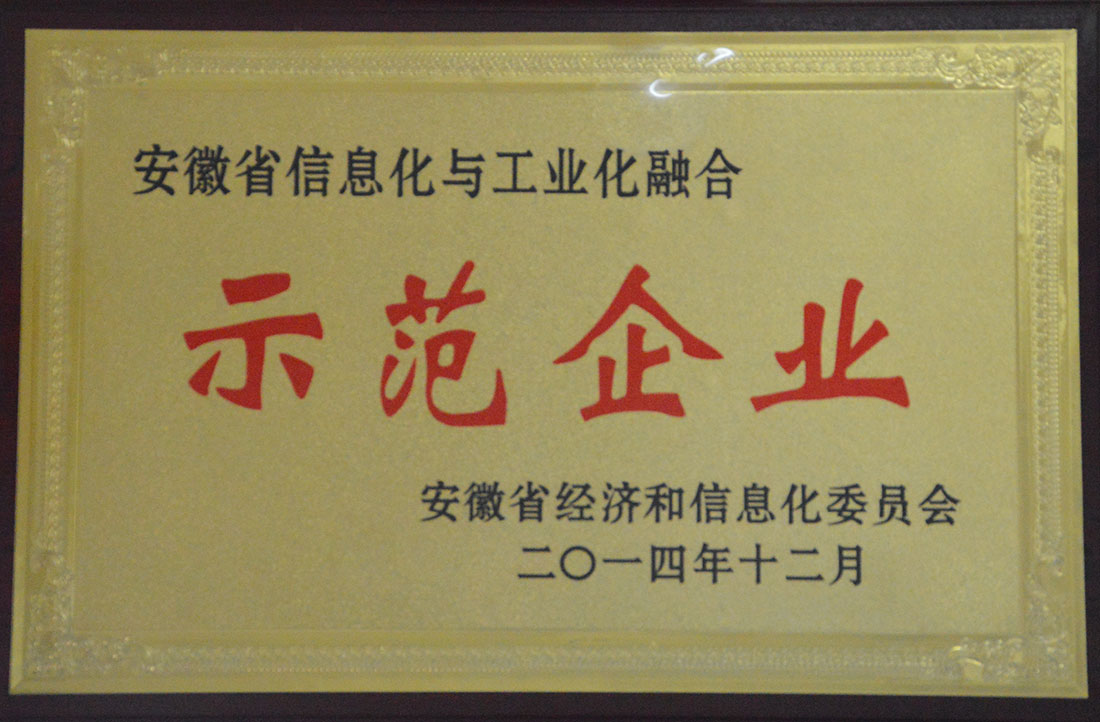 安徽省信息化与工业化融合
示范企业
安徽省经济和信息化委员会
二〇一四年十二月